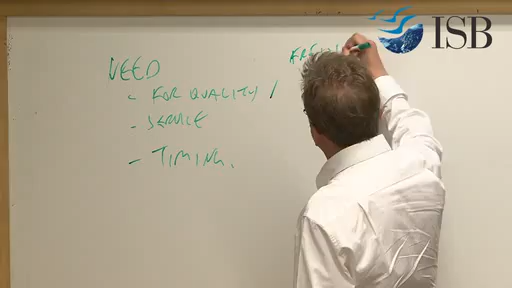 ISB
NEED
- FOR QUALITY /
- SERVICE
- TIMING.